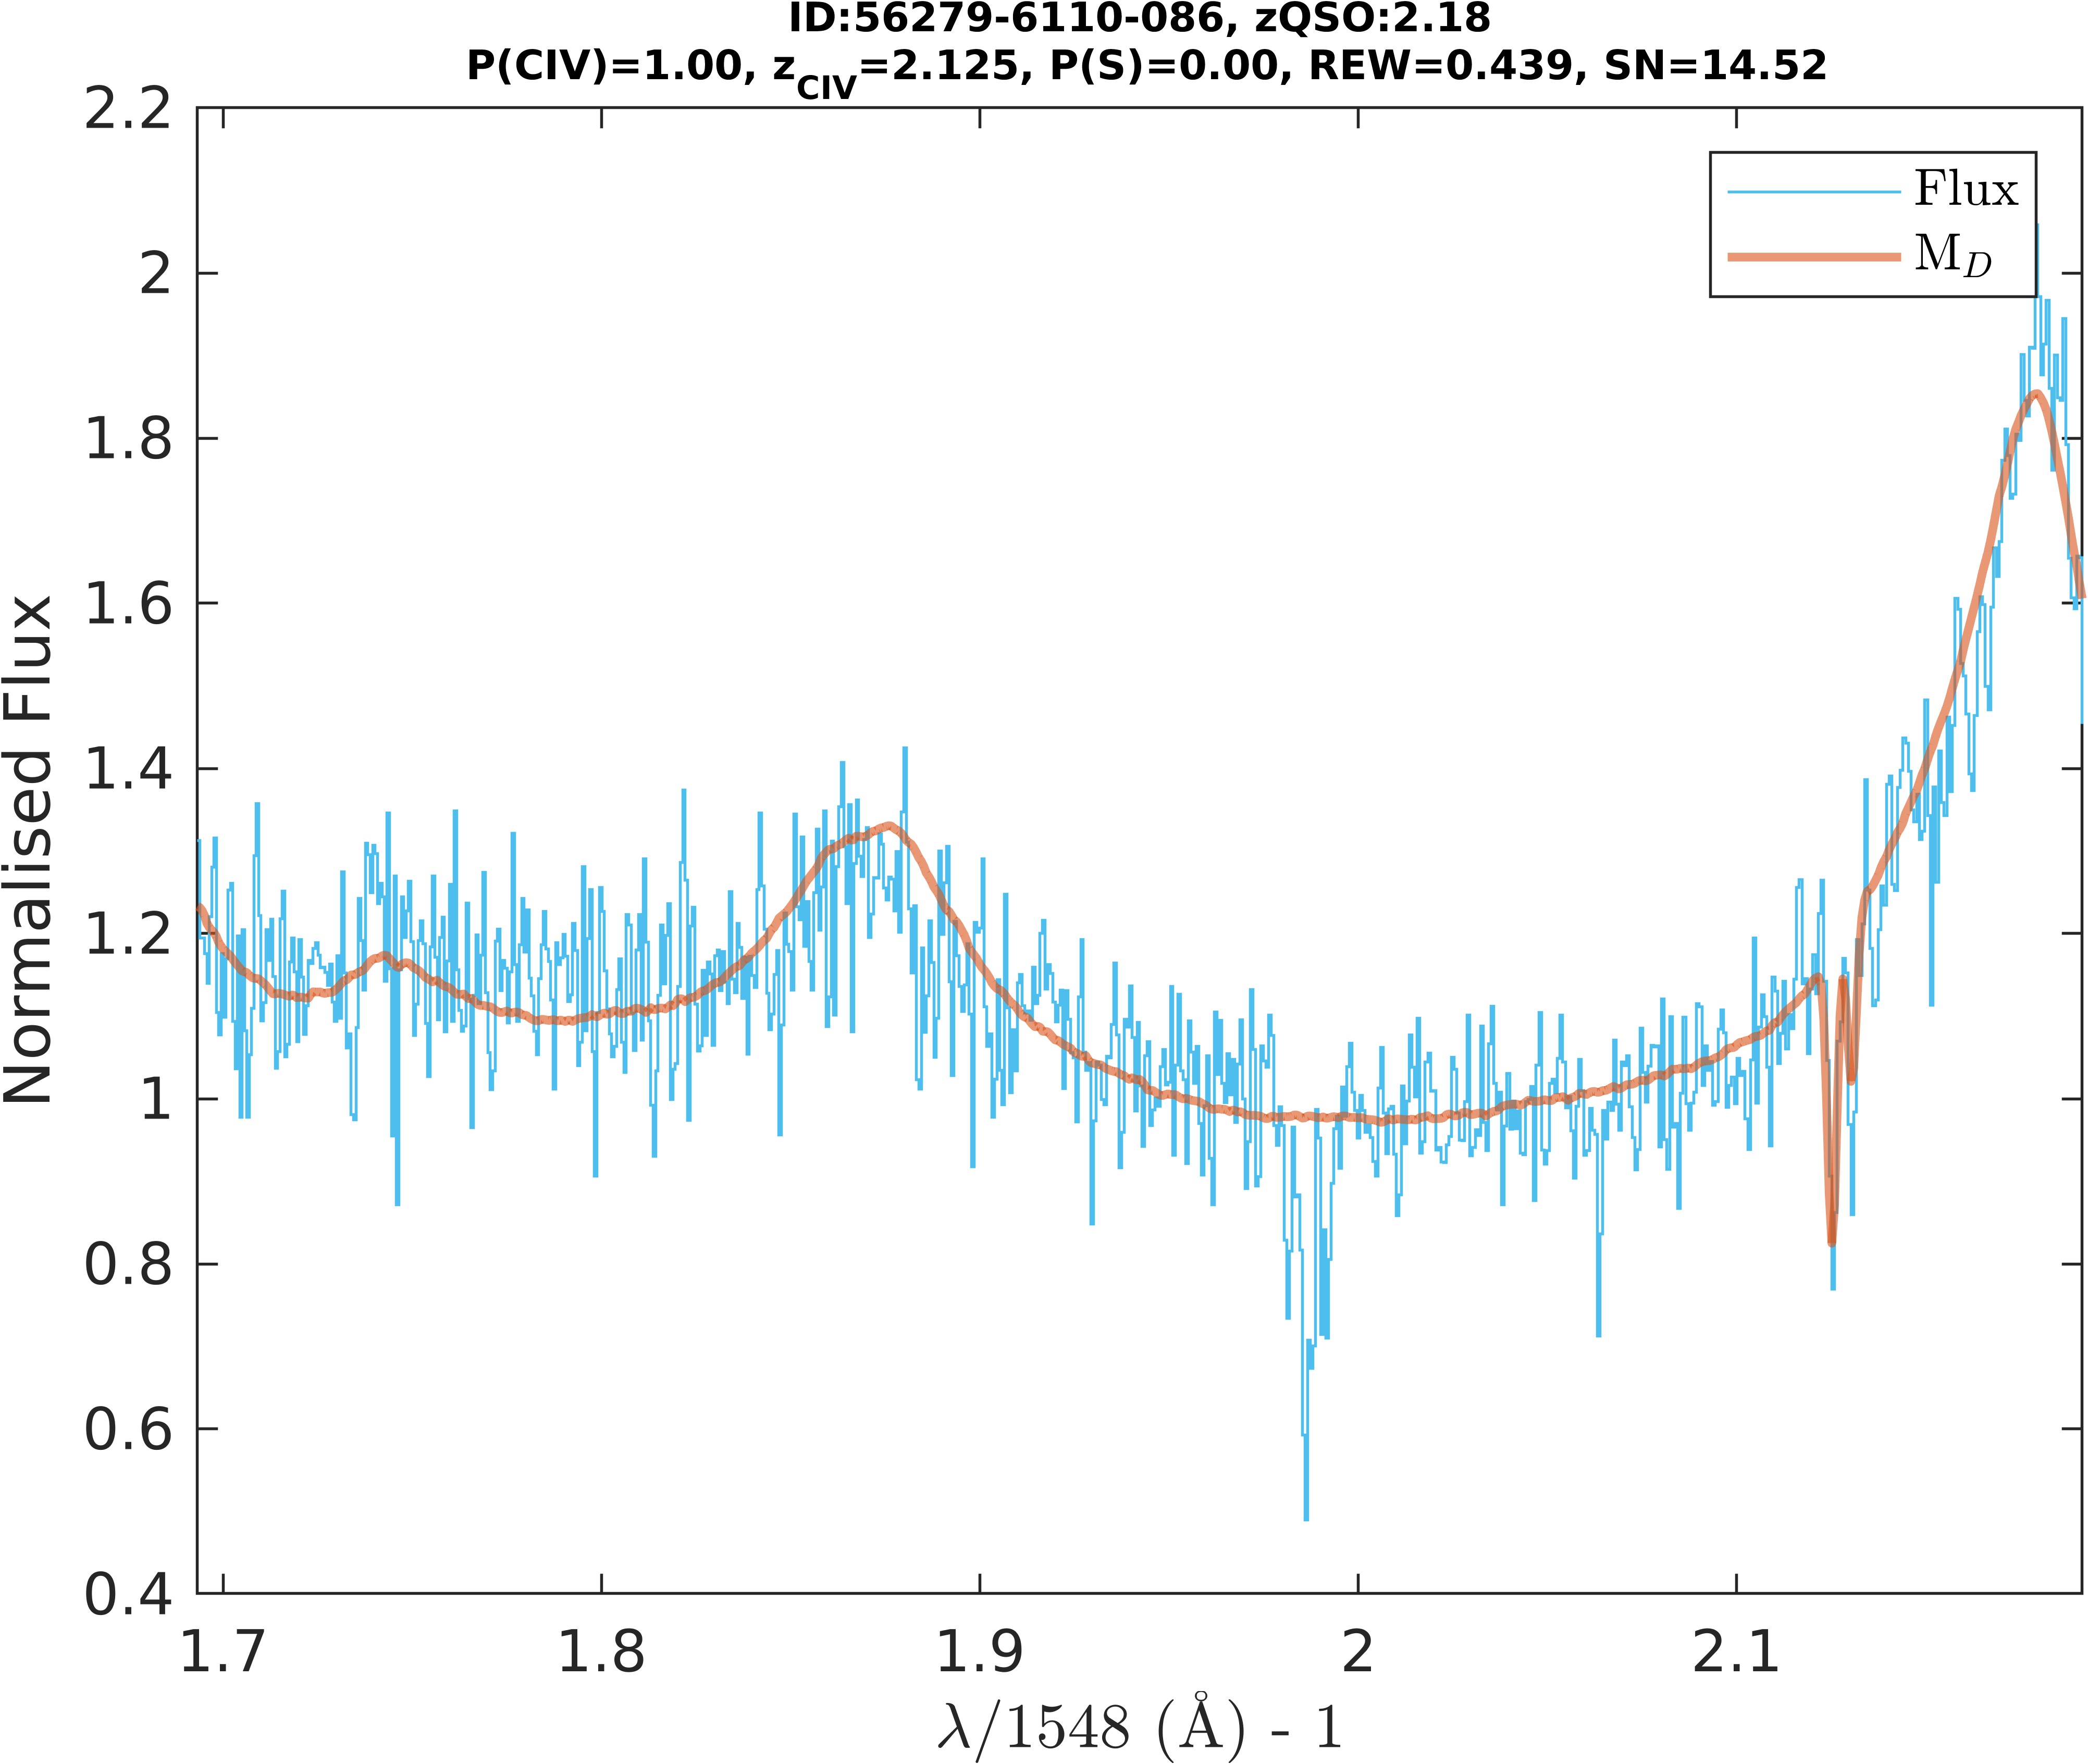 ID:56279-6110-086, zQSO:2.18
P(CIV)=1.00, z_CIV=2.125, P(S)=0.00, REW=0.439, SN=14.52
2.2
2
1.8
1.6
1.4
1.2
1
0.8
0.6
0.4
Normalised Flux
Flux
M_D
1.7 1.8 1.9 2 2.1
λ/1548 (Å) - 1